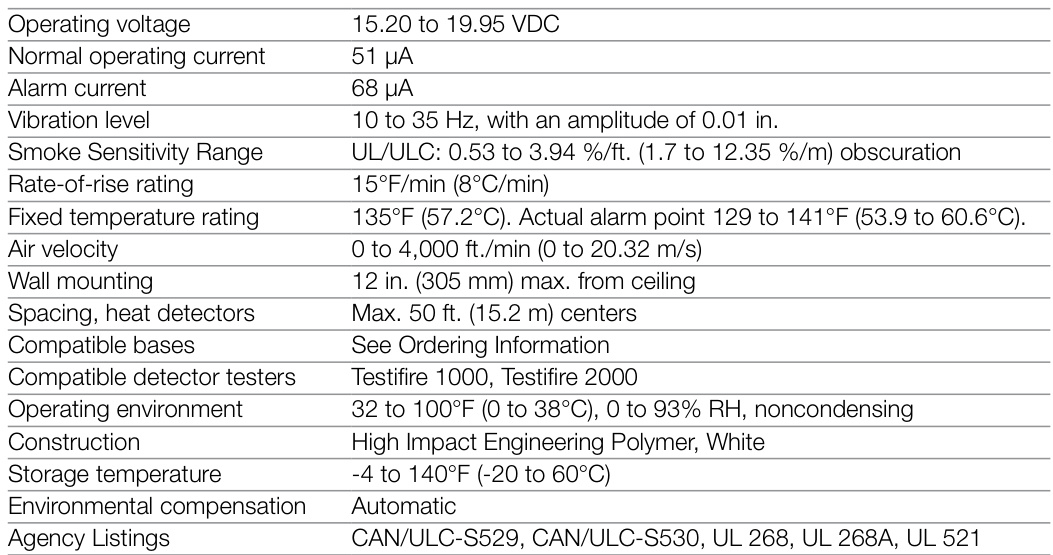 Operating voltage 15.20 to 19.95 VDC
Normal operating current 51 µA
Alarm current 68 µA
Vibration level 10 to 35 Hz, with an amplitude of 0.01 in.
Smoke Sensitivity Range UL/ULC: 0.53 to 3.94 %/ft. (1.7 to 12.35 %/m) obscuration
Rate-of-rise rating 15°F/min (8°C/min)
Fixed temperature rating 135°F (57.2°C). Actual alarm point 129 to 141°F (53.9 to 60.6°C).
Air velocity 0 to 4,000 ft./min (0 to 20.32 m/s)
Wall mounting 12 in. (305 mm) max. from ceiling
Spacing, heat detectors Max. 50 ft. (15.2 m) centers
Compatible bases See Ordering Information
Compatible detector testers Testifire 1000, Testifire 2000
Operating environment 32 to 100°F (0 to 38°C), 0 to 93% RH, noncondensing
Construction High Impact Engineering Polymer, White
Storage temperature -4 to 140°F (-20 to 60°C)
Environmental compensation Automatic
Agency Listings CAN/ULC-S529, CAN/ULC-S530, UL 268, UL 268A, UL 521